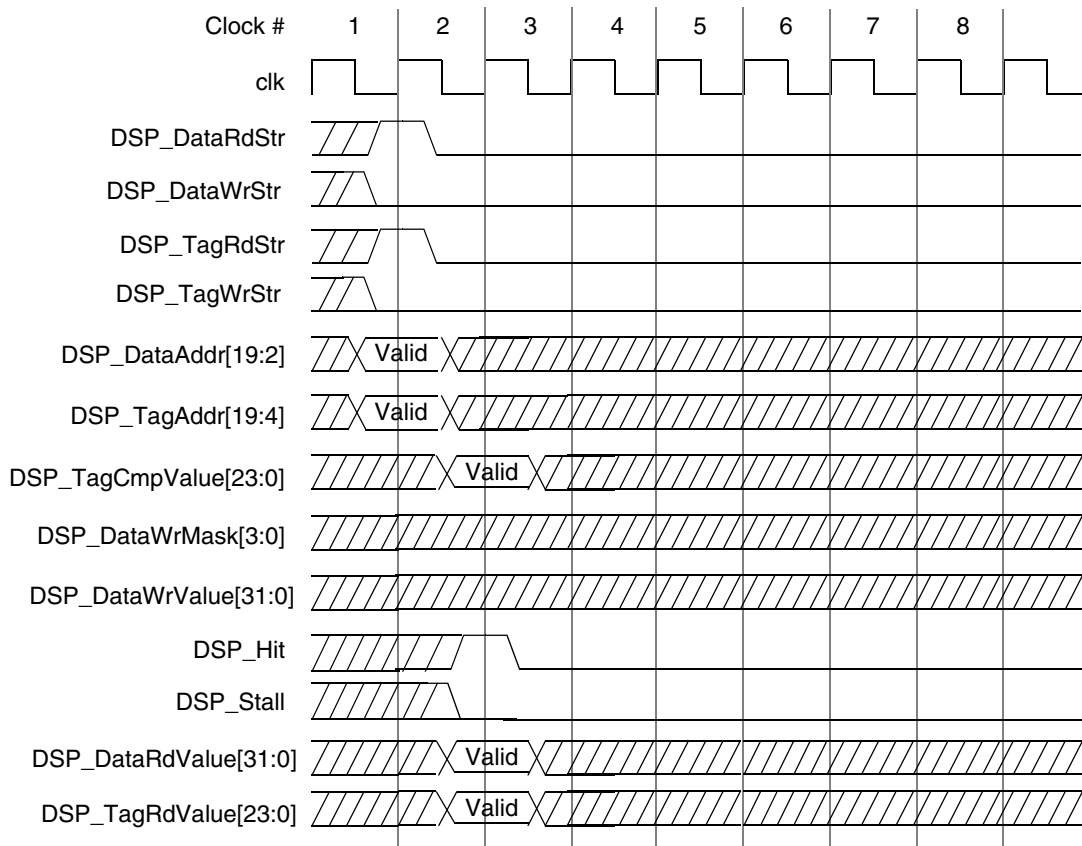 Clock # 1 2 3 4 5 6 7 8
clk
DSP_DataRdStr
DSP_DataWrStr
DSP_TagRdStr
DSP_TagWrStr
DSP_DataAddr[19:2] Valid
DSP_TagAddr[19:4] Valid
DSP_TagCmpValue[23:0] Valid
DSP_DataWrMask[3:0]
DSP_DataWrValue[31:0]
DSP_Hit
DSP_Stall
DSP_DataRdValue[31:0] Valid
DSP_TagRdValue[23:0] Valid